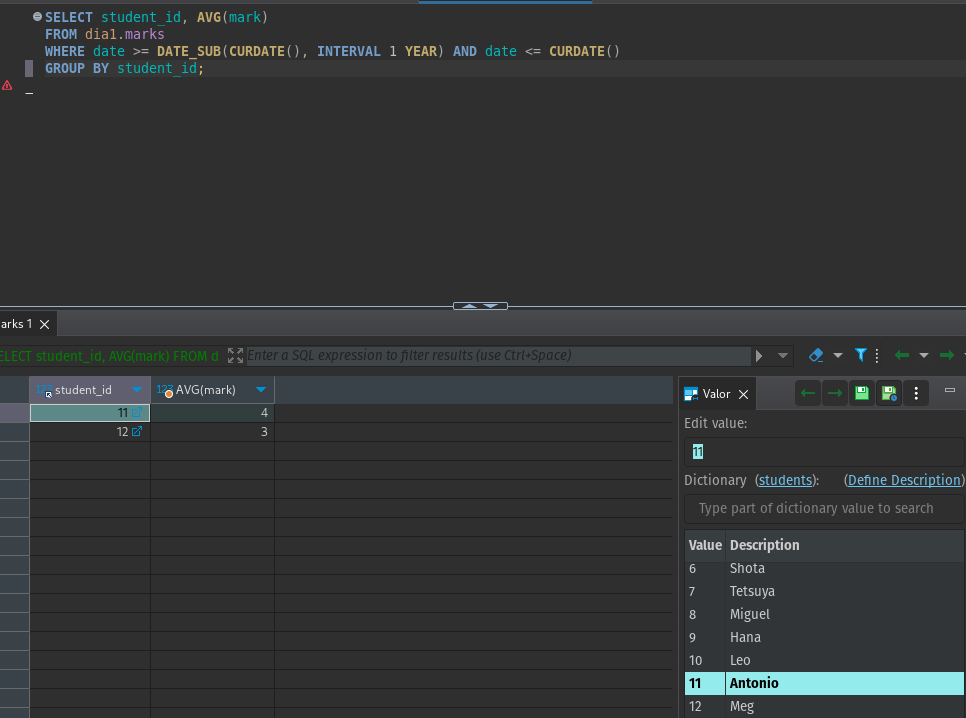 SELECT student_id, AVG(mark)
FROM dia1.marks
WHERE date >= DATE_SUB(CURDATE(), INTERVAL 1 YEAR) AND date <= CURDATE()
GROUP BY student_id;
arks 1
ELECT student_id, AVG(mark) FROM d
Enter a SQL expression to filter results (use Ctrl+Space)
123 student_id 123 AVG(mark)
11 4
12 3
Valor
Edit value:
11
Dictionary (students): (Define Description)
Type part of dictionary value to search
Value Description
6 Shota
7 Tetsuya
8 Miguel
9 Hana
10 Leo
11 Antonio
12 Meg